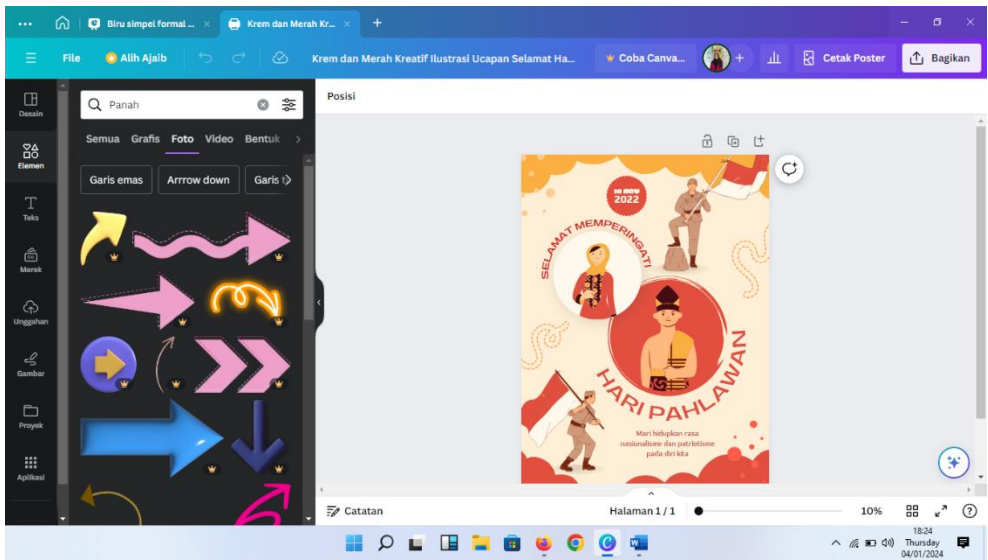 Biru simpel formal ...
Krem dan Merah Kr...
File
Alih Ajaib
Krem dan Merah Kreatif Ilustrasi Ucapan Selamat Ha...
Coba Canva...
Cetak Poster
Bagikan
Desain
Elemen
Teks
Merek
Unggahan
Gambar
Proyek
Aplikasi
Panah
Semua Grafis Foto Video Bentuk
Garis emas
Arrrow down
Garis t
Posisi
10 NOV
2022
SELAMAT MEMPERINGATI
HARI PAHLAWAN
Mari hidupkan rasa
nasionalisme dan patriotisme
pada diri kita
Catatan
Halaman 1 / 1
10%
18:24
Thursday
04/01/2024